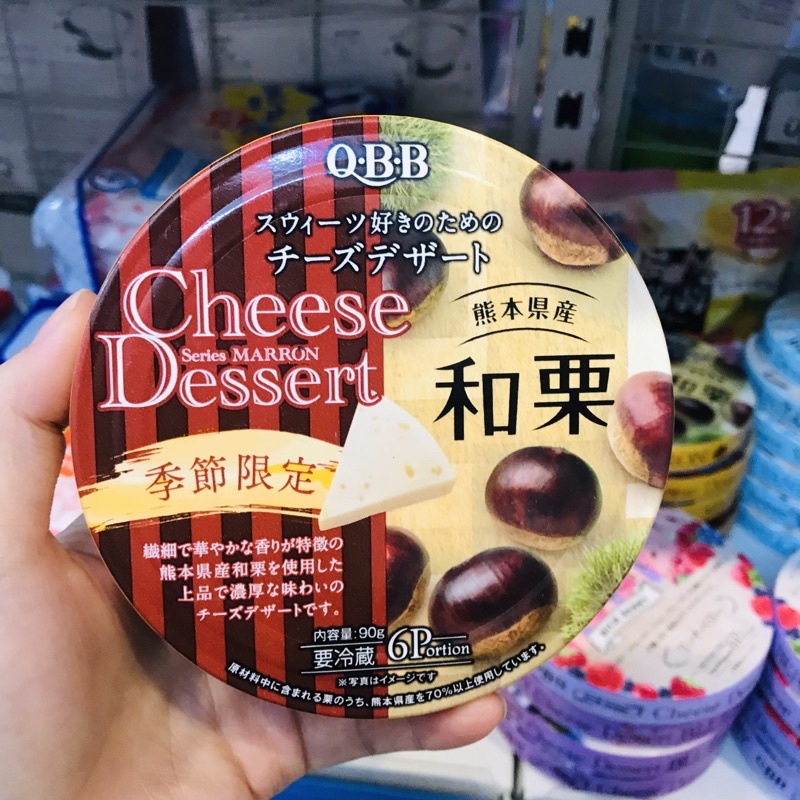 Q·B·B
スウィーツ好きのための
チーズデザート
Cheese
Series MARRON
Dessert
熊本県産
和栗
季節限定
繊細で華やかな香りが特徴の
熊本県産和栗を使用した
上品で濃厚な味わいの
チーズデザートです。
内容量:90g
要冷蔵 6Portion
※写真はイメージです
原材料中に含まれる栗のうち、熊本県産を70%以上使用しています。
12
和栗